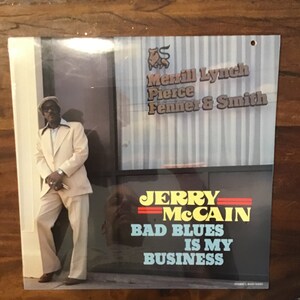 Merrill Lynch
Pierce
Fenner & Smith
JERRY
McCAIN
BAD BLUES
IS MY
BUSINESS